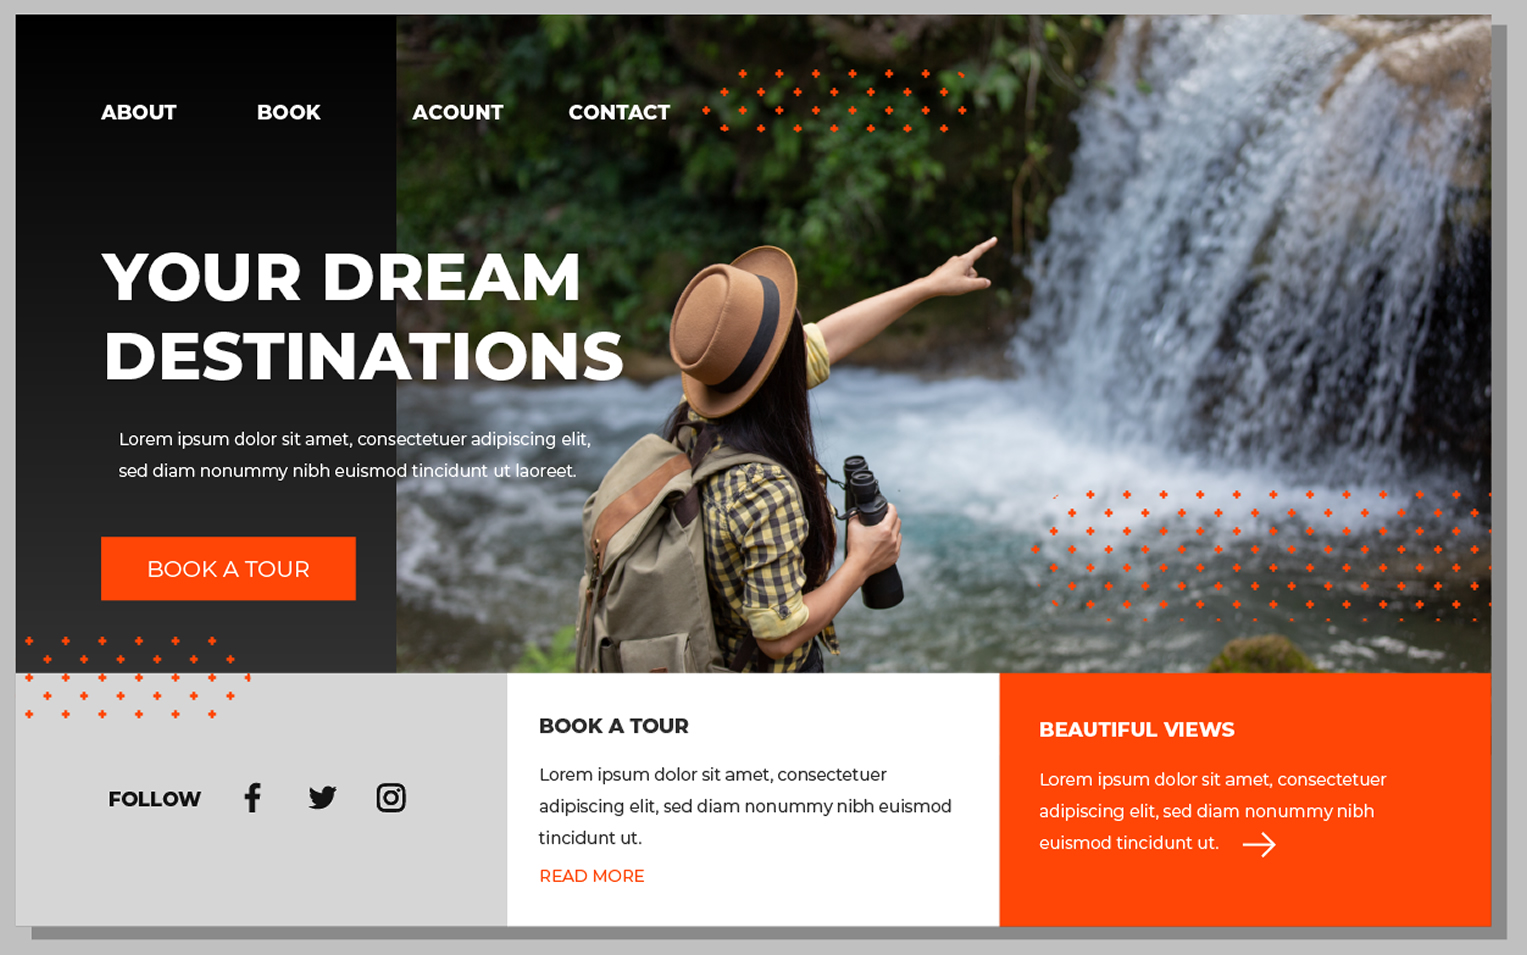 ABOUT
BOOK
ACOUNT
CONTACT
YOUR DREAM
DESTINATIONS
Lorem ipsum dolor sit amet, consectetuer adipiscing elit,
sed diam nonummy nibh euismod tincidunt ut laoreet.
BOOK A TOUR
FOLLOW
BOOK A TOUR
Lorem ipsum dolor sit amet, consectetuer
adipiscing elit, sed diam nonummy nibh euismod
tincidunt ut.
READ MORE
BEAUTIFUL VIEWS
Lorem ipsum dolor sit amet, consectetuer
adipiscing elit, sed diam nonummy nibh
euismod tincidunt ut.